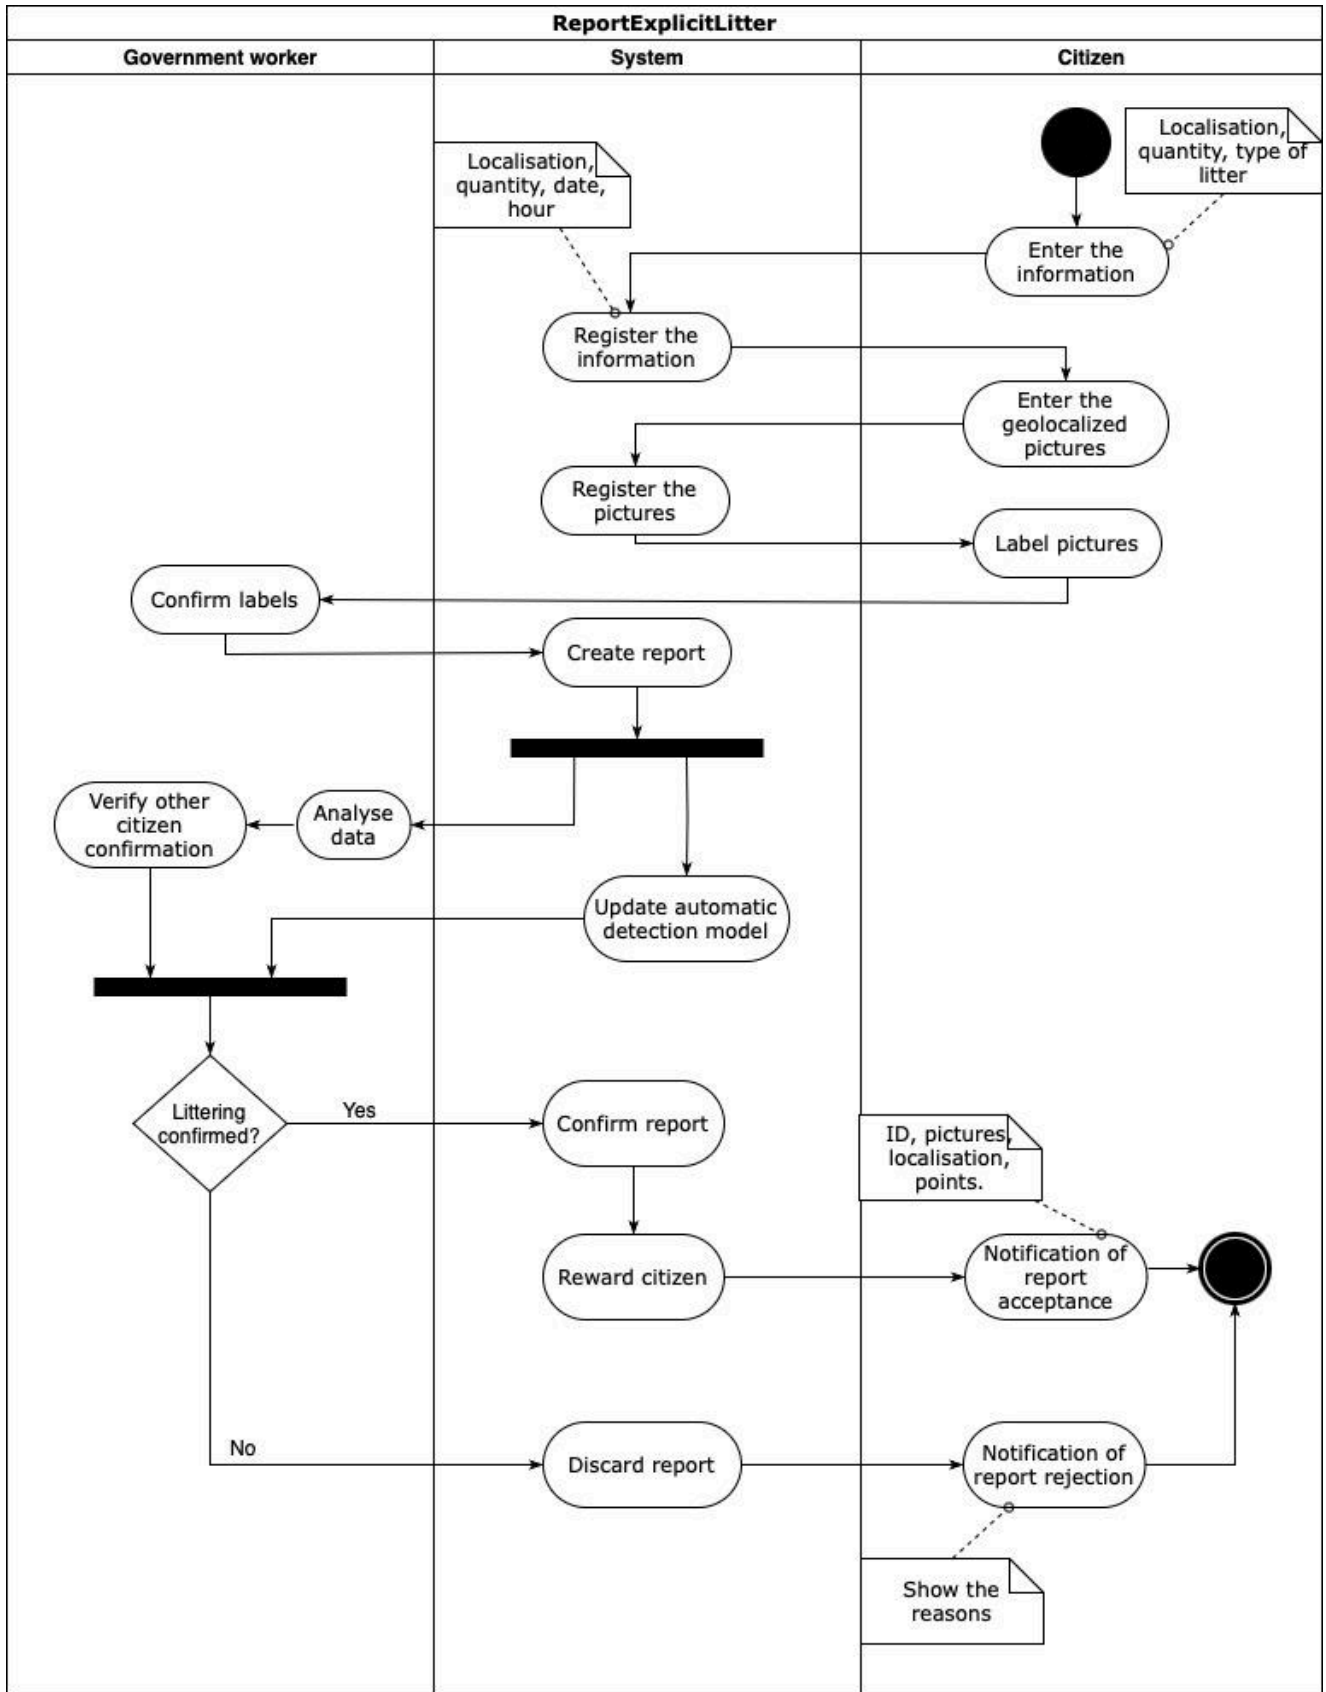 ReportExplicitLitter
Government worker
System
Citizen
Localisation,
quantity, type of
litter
Localisation,
quantity, date,
hour
Enter the
information
Register the
information
Enter the
geolocalized
pictures
Register the
pictures
Label pictures
Confirm labels
Create report
Verify other
citizen
confirmation
Analyse
data
Update automatic
detection model
Littering
confirmed?
Yes
Confirm report
ID, pictures,
localisation,
points.
Reward citizen
Notification of
report
acceptance
No
Discard report
Notification of
report rejection
Show the
reasons